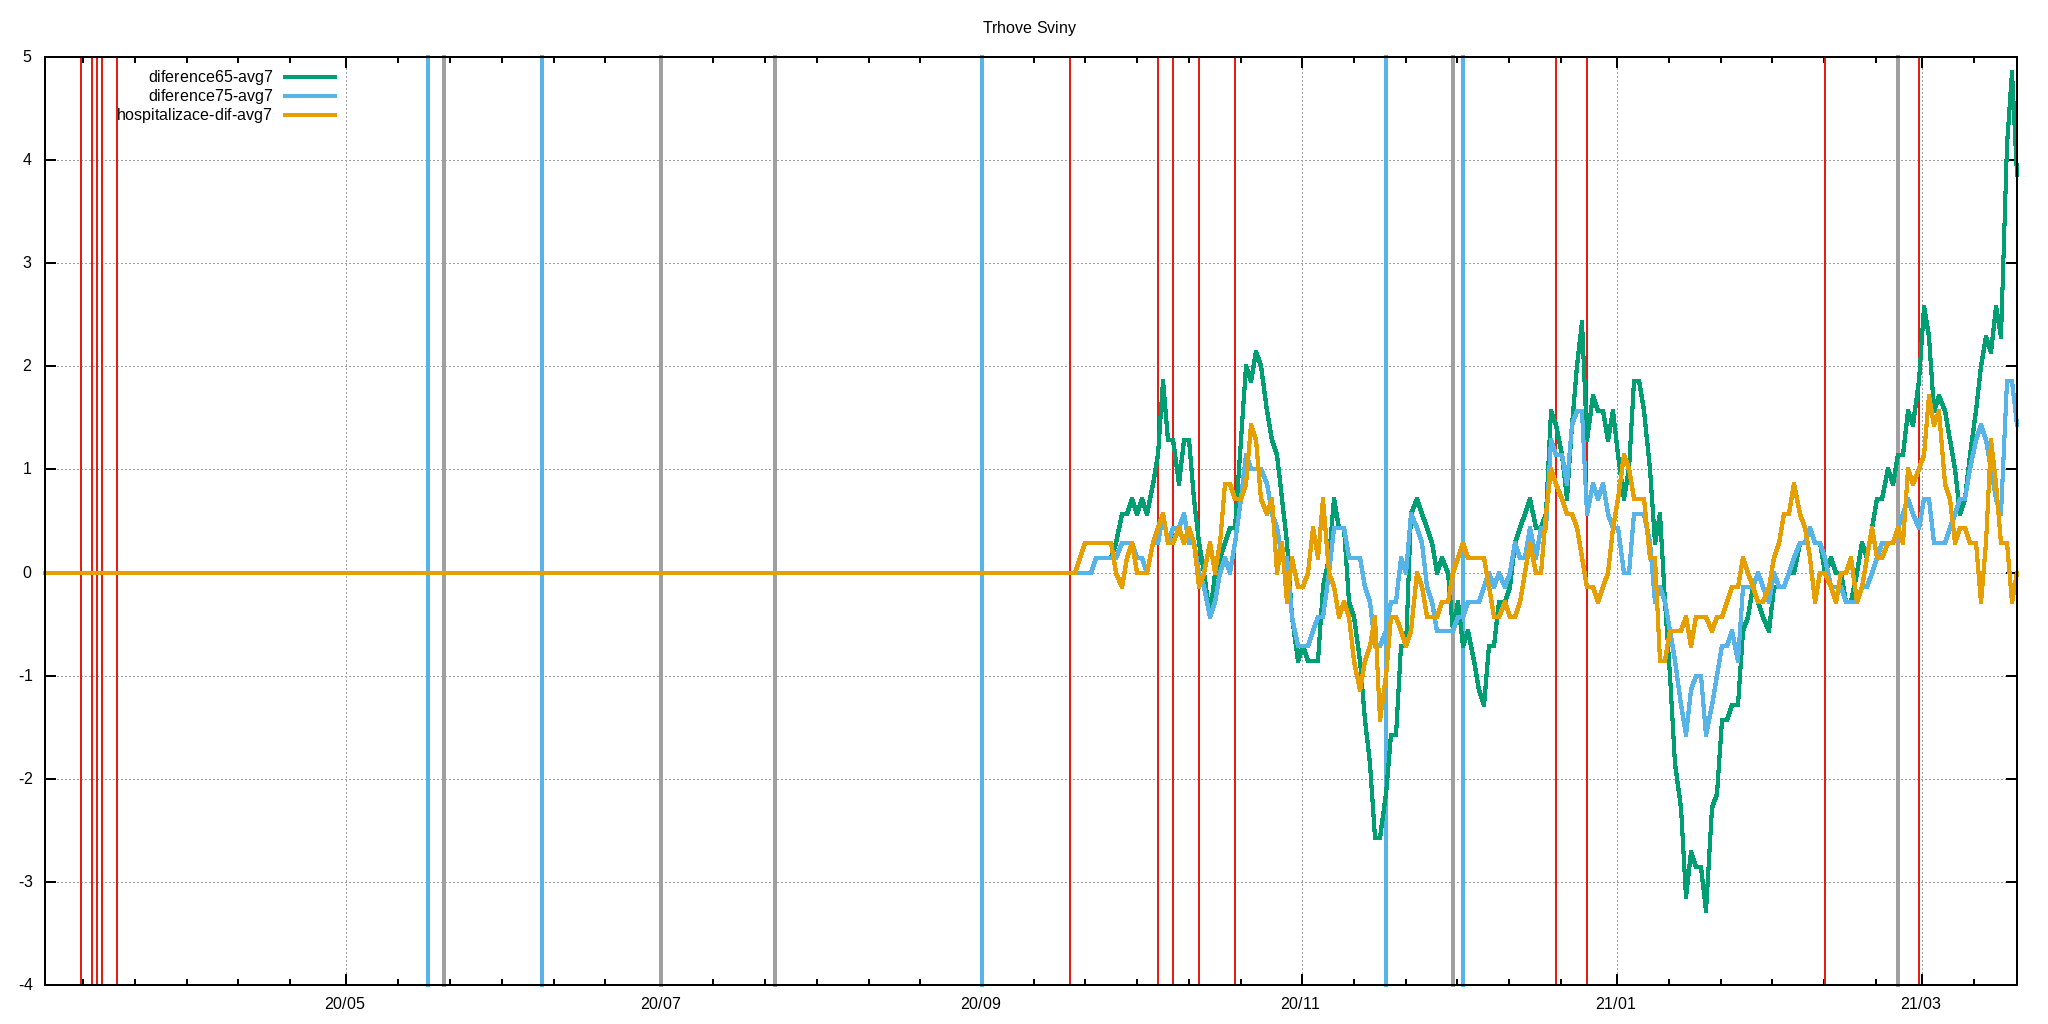 Trhove Sviny
5
diference65-avg7
diference75-avg7
hospitalizace-dif-avg7
4
3
2
1
0
-1
-2
-3
-4
20/05 20/07 20/09 20/11 21/01 21/03